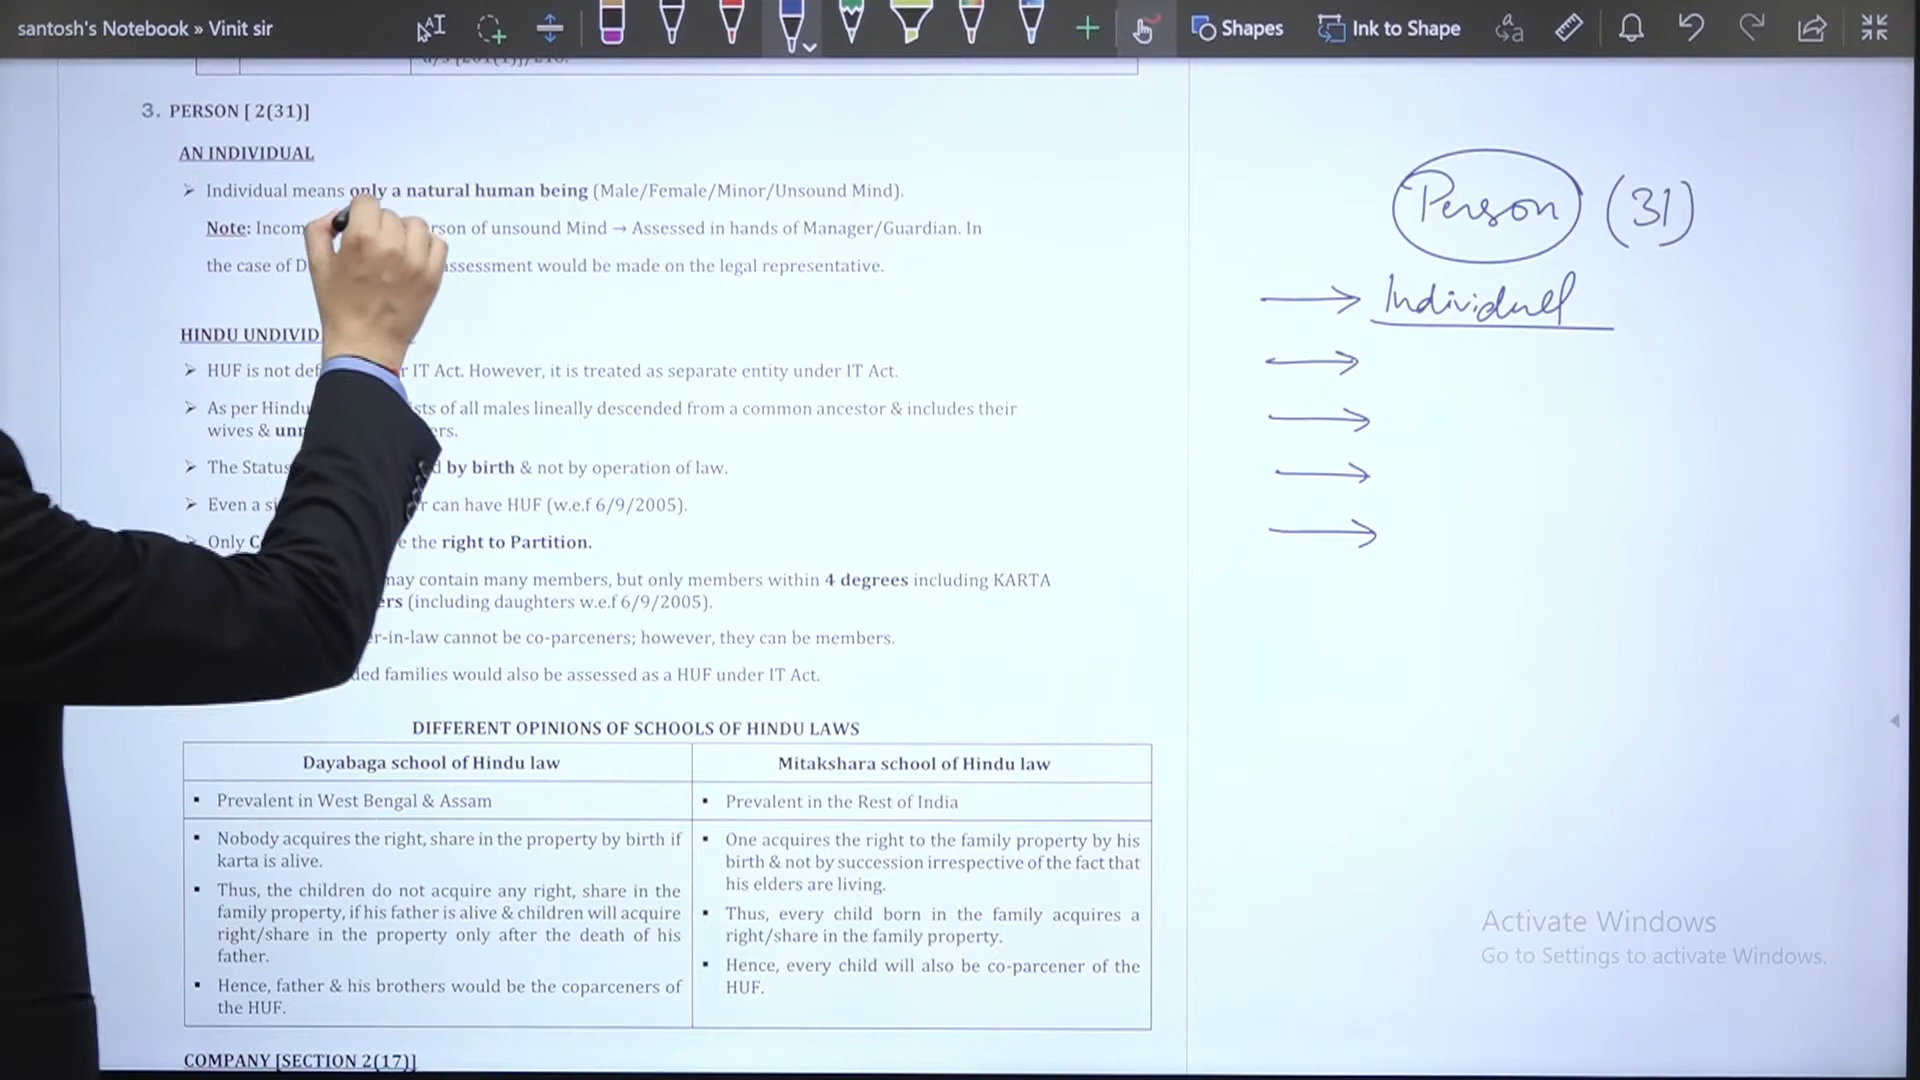 santosh's Notebook » Vinit sir
Shapes
Ink to Shape
3. PERSON [ 2(31)]
AN INDIVIDUAL
➢ Individual means only a natural human being (Male/Female/Minor/Unsound Mind).
Note: Incom rson of unsound Mind → Assessed in hands of Manager/Guardian. In
the case of D assessment would be made on the legal representative.
HINDU UNDIVID
➢ HUF is not def r IT Act. However, it is treated as separate entity under IT Act.
➢ As per Hindu sts of all males lineally descended from a common ancestor & includes their
wives & unr ers.
➢ The Status d by birth & not by operation of law.
➢ Even a si r can have HUF (w.e.f 6/9/2005).
Only C e the right to Partition.
may contain many members, but only members within 4 degrees including KARTA
ers (including daughters w.e.f 6/9/2005).
r-in-law cannot be co-parceners; however, they can be members.
ded families would also be assessed as a HUF under IT Act.
DIFFERENT OPINIONS OF SCHOOLS OF HINDU LAWS
Dayabaga school of Hindu law
▪ Prevalent in West Bengal & Assam
▪ Nobody acquires the right, share in the property by birth if
karta is alive.
▪ Thus, the children do not acquire any right, share in the
family property, if his father is alive & children will acquire
right/share in the property only after the death of his
father.
▪ Hence, father & his brothers would be the coparceners of
the HUF.
Mitakshara school of Hindu law
▪ Prevalent in the Rest of India
▪ One acquires the right to the family property by his
birth & not by succession irrespective of the fact that
his elders are living.
▪ Thus, every child born in the family acquires a
right/share in the family property.
▪ Hence, every child will also be co-parcener of the
HUF.
COMPANY [SECTION 2(17)]
Person (31)
→ Individual
→
→
→
→
Activate Windows
Go to Settings to activate Windows.